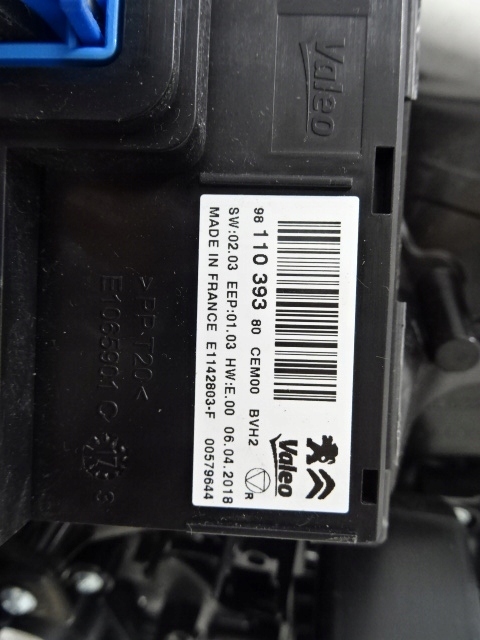 Valeo
98 110 393 80 CEM00 BVH2
SW:02.03 EEP:01.03 HW:E.00 06.04.2018 R
MADE IN FRANCE E1142803-F 00579644
Valeo
>PP-T20<
E1065901